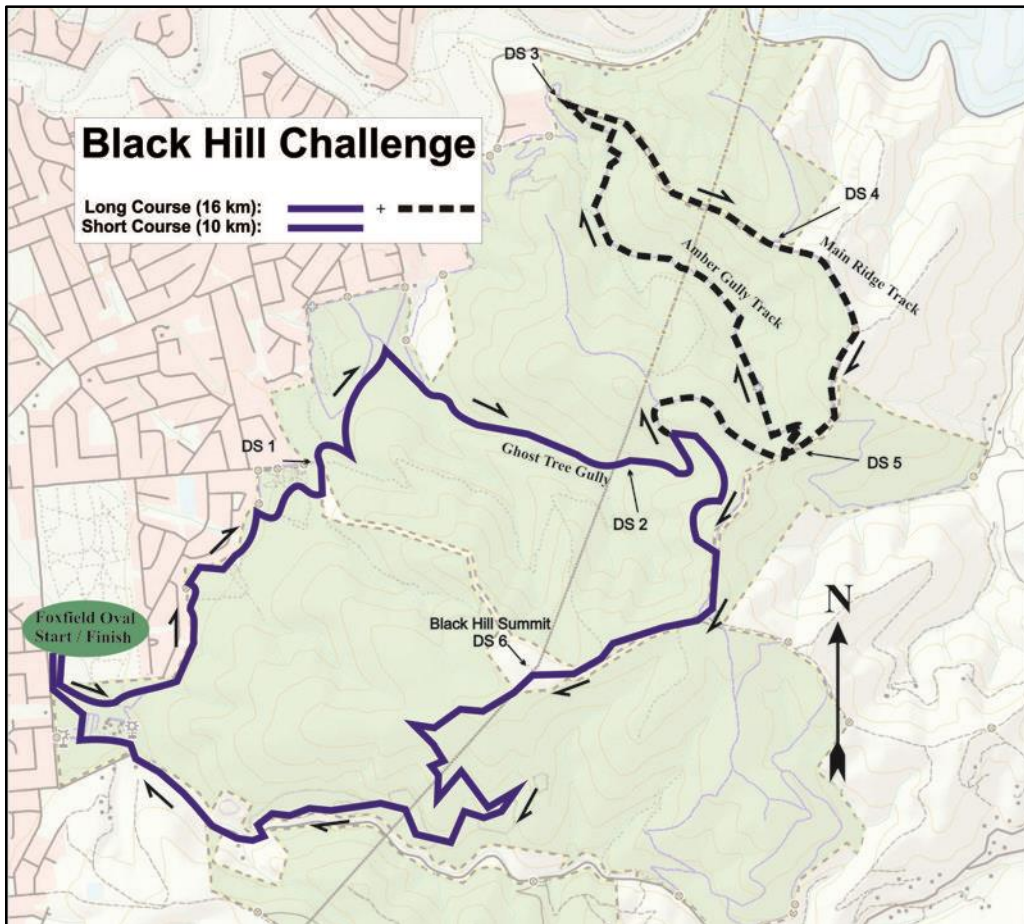 DS 3
Black Hill Challenge
Long Course (16 km): +
Short Course (10 km):
DS 4
Main Ridge Track
Amber Gully Track
DS 1
Ghost Tree Gully
DS 5
DS 2
Foxfield Oval
Start / Finish
Black Hill Summit
DS 6
N